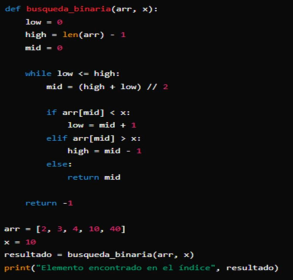 def busqueda_binaria(arr, x):
    low = 0
    high = len(arr) - 1
    mid = 0

    while low <= high:
        mid = (high + low) // 2

        if arr[mid] < x:
            low = mid + 1
        elif arr[mid] > x:
            high = mid - 1
        else:
            return mid

    return -1

arr = [2, 3, 4, 10, 40]
x = 10
resultado = busqueda_binaria(arr, x)
print("Elemento encontrado en el índice", resultado)